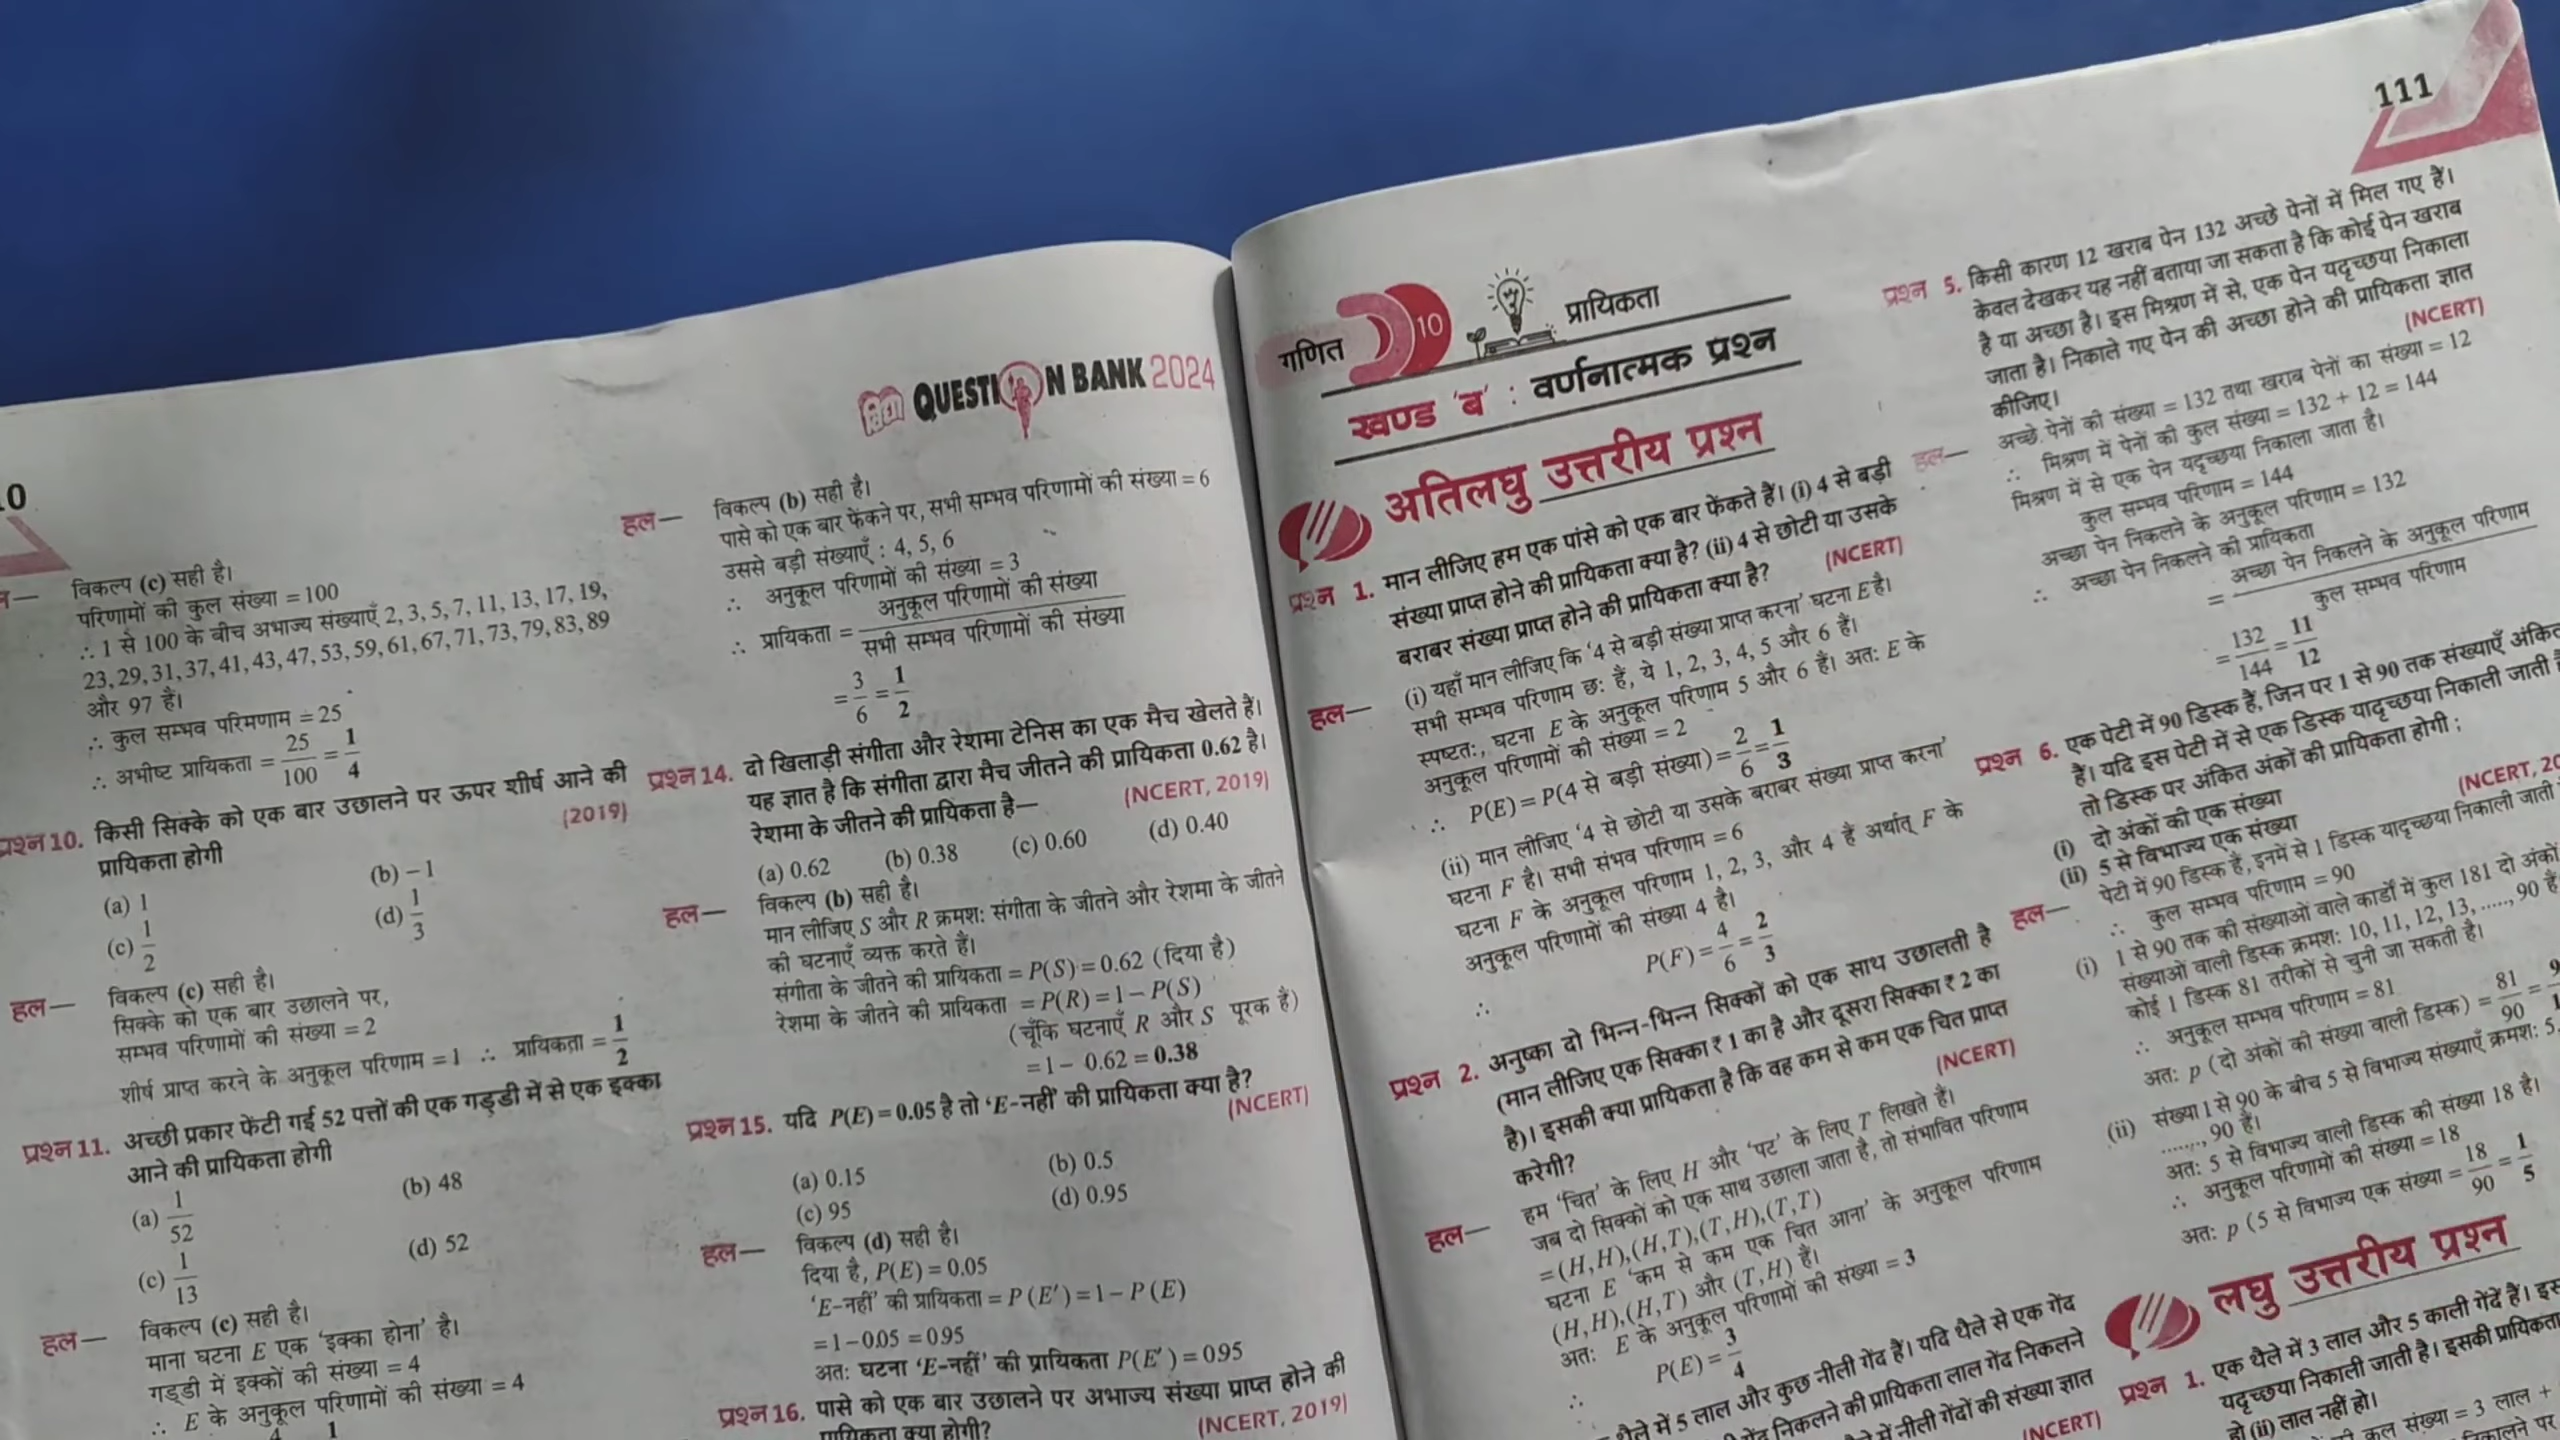 10
विकल्प (c) सही है।
परिणामों की कुल संख्या = 100
∴ 1 से 100 के बीच अभाज्य संख्याएँ 2, 3, 5, 7, 11, 13, 17, 19,
23, 29, 31, 37, 41, 43, 47, 53, 59, 61, 67, 71, 73, 79, 83, 89
और 97 है।
∴ कुल सम्भव परिमणाम = 25
∴ अभीष्ट प्रायिकता = 25/100 = 1/4
प्रश्न 10. किसी सिक्के को एक बार उछालने पर ऊपर शीर्ष आने की
प्रायिकता होगी (2019)
(a) 1 (b) – 1
(c) 1/2 (d) 1/3
हल— विकल्प (c) सही है।
सिक्के को एक बार उछालने पर,
सम्भव परिणामों की संख्या = 2
शीर्ष प्राप्त करने के अनुकूल परिणाम = 1 ∴ प्रायिकता = 1/2
प्रश्न 11. अच्छी प्रकार फेंटी गई 52 पत्तों की एक गड्डी में से एक इक्का
आने की प्रायिकता होगी
(a) 1/52 (b) 48
(c) 1/13 (d) 52
हल— विकल्प (c) सही है।
माना घटना E एक ‘इक्का होना’ है।
गड्डी में इक्कों की संख्या = 4
∴ E के अनुकूल परिणामों की संख्या = 4
QUESTION BANK 2024
हल— विकल्प (b) सही है।
पासे को एक बार फेंकने पर, सभी सम्भव परिणामों की संख्या = 6
उससे बड़ी संख्याएँ : 4, 5, 6
∴ अनुकूल परिणामों की संख्या = 3
∴ प्रायिकता = अनुकूल परिणामों की संख्या / सभी सम्भव परिणामों की संख्या
= 3/6 = 1/2
प्रश्न 14. दो खिलाड़ी संगीता और रेशमा टेनिस का एक मैच खेलते हैं।
यह ज्ञात है कि संगीता द्वारा मैच जीतने की प्रायिकता 0.62 है।
रेशमा के जीतने की प्रायिकता है— (NCERT, 2019)
(a) 0.62 (b) 0.38 (c) 0.60 (d) 0.40
हल— विकल्प (b) सही है।
मान लीजिए S और R क्रमश: संगीता के जीतने और रेशमा के जीतने
की घटनाएँ व्यक्त करते हैं।
संगीता के जीतने की प्रायिकता = P(S) = 0.62 (दिया है)
रेशमा के जीतने की प्रायिकता = P(R) = 1 – P(S)
(चूँकि घटनाएँ R और S पूरक हैं)
= 1 – 0.62 = 0.38
प्रश्न 15. यदि P(E) = 0.05 है तो ‘E-नहीं’ की प्रायिकता क्या है?
(NCERT)
(a) 0.15 (b) 0.5
(c) 95 (d) 0.95
हल— विकल्प (d) सही है।
दिया है, P(E) = 0.05
‘E-नहीं’ की प्रायिकता = P(E′) = 1 – P(E)
= 1 – 0.05 = 0.95
अत: घटना ‘E-नहीं’ की प्रायिकता P(E′) = 0.95
प्रश्न 16. पासे को एक बार उछालने पर अभाज्य संख्या प्राप्त होने की
प्रायिकता क्या होगी? (NCERT, 2019)
111
गणित 10 प्रायिकता
खण्ड ‘ब’ : वर्णनात्मक प्रश्न
अतिलघु उत्तरीय प्रश्न
प्रश्न 1. मान लीजिए हम एक पांसे को एक बार फेंकते हैं। (i) 4 से बड़ी
संख्या प्राप्त होने की प्रायिकता क्या है? (ii) 4 से छोटी या उसके
बराबर संख्या प्राप्त होने की प्रायिकता क्या है? (NCERT)
हल— (i) यहाँ मान लीजिए कि ‘4 से बड़ी संख्या प्राप्त करना’ घटना E है।
सभी सम्भव परिणाम छ: हैं, ये 1, 2, 3, 4, 5 और 6 हैं।
स्पष्टत:, घटना E के अनुकूल परिणाम 5 और 6 हैं। अत: E के
अनुकूल परिणामों की संख्या = 2
∴ P(E) = P(4 से बड़ी संख्या) = 2/6 = 1/3
(ii) मान लीजिए ‘4 से छोटी या उसके बराबर संख्या प्राप्त करना’
घटना F है। सभी संभव परिणाम = 6
घटना F के अनुकूल परिणाम 1, 2, 3, और 4 हैं अर्थात् F के
अनुकूल परिणामों की संख्या 4 है।
∴ P(F) = 4/6 = 2/3
प्रश्न 2. अनुष्का दो भिन्न-भिन्न सिक्कों को एक साथ उछालती है
(मान लीजिए एक सिक्का ₹ 1 का है और दूसरा सिक्का ₹ 2 का
है)। इसकी क्या प्रायिकता है कि वह कम से कम एक चित प्राप्त
करेगी? (NCERT)
हल— हम ‘चित’ के लिए H और ‘पट’ के लिए T लिखते हैं।
जब दो सिक्कों को एक साथ उछाला जाता है, तो संभावित परिणाम
= (H, H), (H, T), (T, H), (T, T)
घटना E ‘कम से कम एक चित आना’ के अनुकूल परिणाम
(H, H), (H, T) और (T, H) हैं।
अत: E के अनुकूल परिणामों की संख्या = 3
∴ P(E) = 3/4
थैले में 5 लाल और कुछ नीली गेंद हैं। यदि थैले से एक गेंद
गेंद निकलने की प्रायिकता लाल गेंद निकलने
में नीली गेंदों की संख्या ज्ञात
(NCERT)
प्रश्न 5. किसी कारण 12 खराब पेन 132 अच्छे पेनों में मिल गए हैं।
केवल देखकर यह नहीं बताया जा सकता है कि कोई पेन खराब
है या अच्छा है। इस मिश्रण में से, एक पेन यदृच्छया निकाला
जाता है। निकाले गए पेन की अच्छा होने की प्रायिकता ज्ञात
कीजिए। (NCERT)
हल— अच्छे पेनों की संख्या = 132 तथा खराब पेनों का संख्या = 12
∴ मिश्रण में पेनों की कुल संख्या = 132 + 12 = 144
मिश्रण में से एक पेन यदृच्छया निकाला जाता है।
कुल सम्भव परिणाम = 144
अच्छा पेन निकलने के अनुकूल परिणाम = 132
∴ अच्छा पेन निकलने की प्रायिकता
= अच्छा पेन निकलने के अनुकूल परिणाम / कुल सम्भव परिणाम
= 132/144 = 11/12
प्रश्न 6. एक पेटी में 90 डिस्क हैं, जिन पर 1 से 90 तक संख्याएँ अंकित
हैं। यदि इस पेटी में से एक डिस्क यादृच्छया निकाली जाती है
तो डिस्क पर अंकित अंकों की प्रायिकता होगी ;
(i) दो अंकों की एक संख्या (NCERT, 20
(ii) 5 से विभाज्य एक संख्या
हल— पेटी में 90 डिस्क हैं, इनमें से 1 डिस्क यादृच्छया निकाली जाती
∴ कुल सम्भव परिणाम = 90
(i) 1 से 90 तक की संख्याओं वाले कार्डों में कुल 181 दो अंकों
संख्याओं वाली डिस्क क्रमश: 10, 11, 12, 13, ....., 90 हैं
कोई 1 डिस्क 81 तरीकों से चुनी जा सकती है।
∴ अनुकूल सम्भव परिणाम = 81
अत: p (दो अंकों की संख्या वाली डिस्क) = 81/90 = 9/1
(ii) संख्या 1 से 90 के बीच 5 से विभाज्य संख्याएँ क्रमश: 5,
......., 90 हैं।
अत: 5 से विभाज्य वाली डिस्क की संख्या 18 है।
∴ अनुकूल परिणामों की संख्या = 18
अत: p (5 से विभाज्य एक संख्या = 18/90 = 1/5
लघु उत्तरीय प्रश्न
प्रश्न 1. एक थैले में 3 लाल और 5 काली गेंदें हैं। इस
यदृच्छया निकाली जाती है। इसकी प्रायिकता
हो (ii) लाल नहीं हो।
कुल संख्या = 3 लाल +
निकालने पर